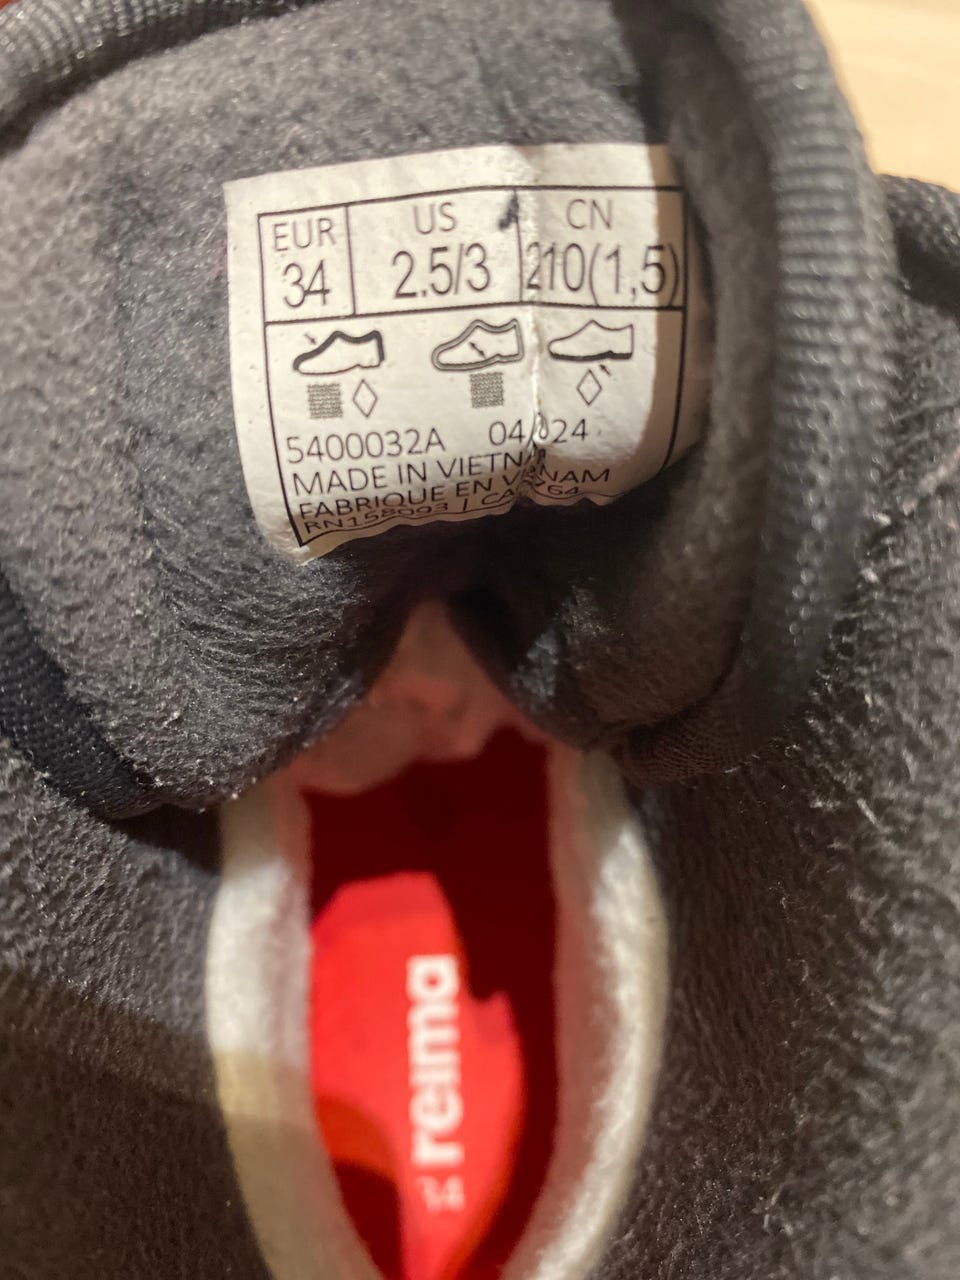 EUR US CN
34 2.5/3 210(1,5)
5400032A 04/
MADE IN VIETNAM
FABRIQUE EN VIETNAM
RN158093 |
reima
34